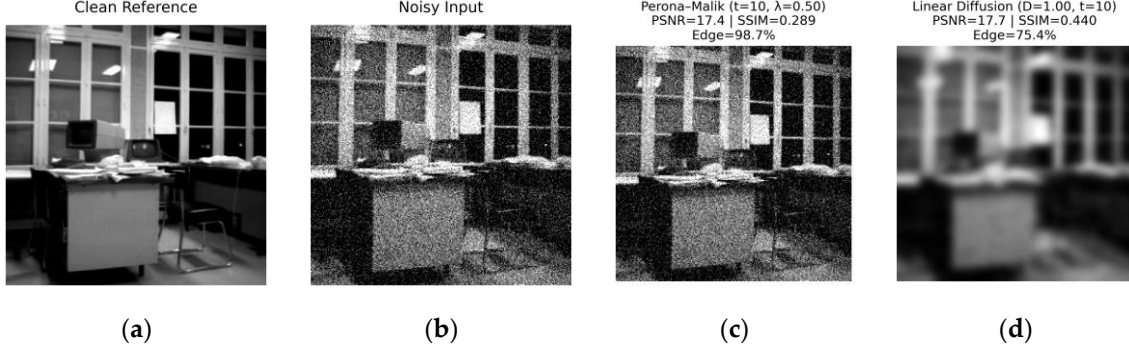 Clean Reference
Noisy Input
Perona–Malik (t=10, λ=0.50)
PSNR=17.4 | SSIM=0.289
Edge=98.7%
Linear Diffusion (D=1.00, t=10)
PSNR=17.7 | SSIM=0.440
Edge=75.4%
(a)
(b)
(c)
(d)